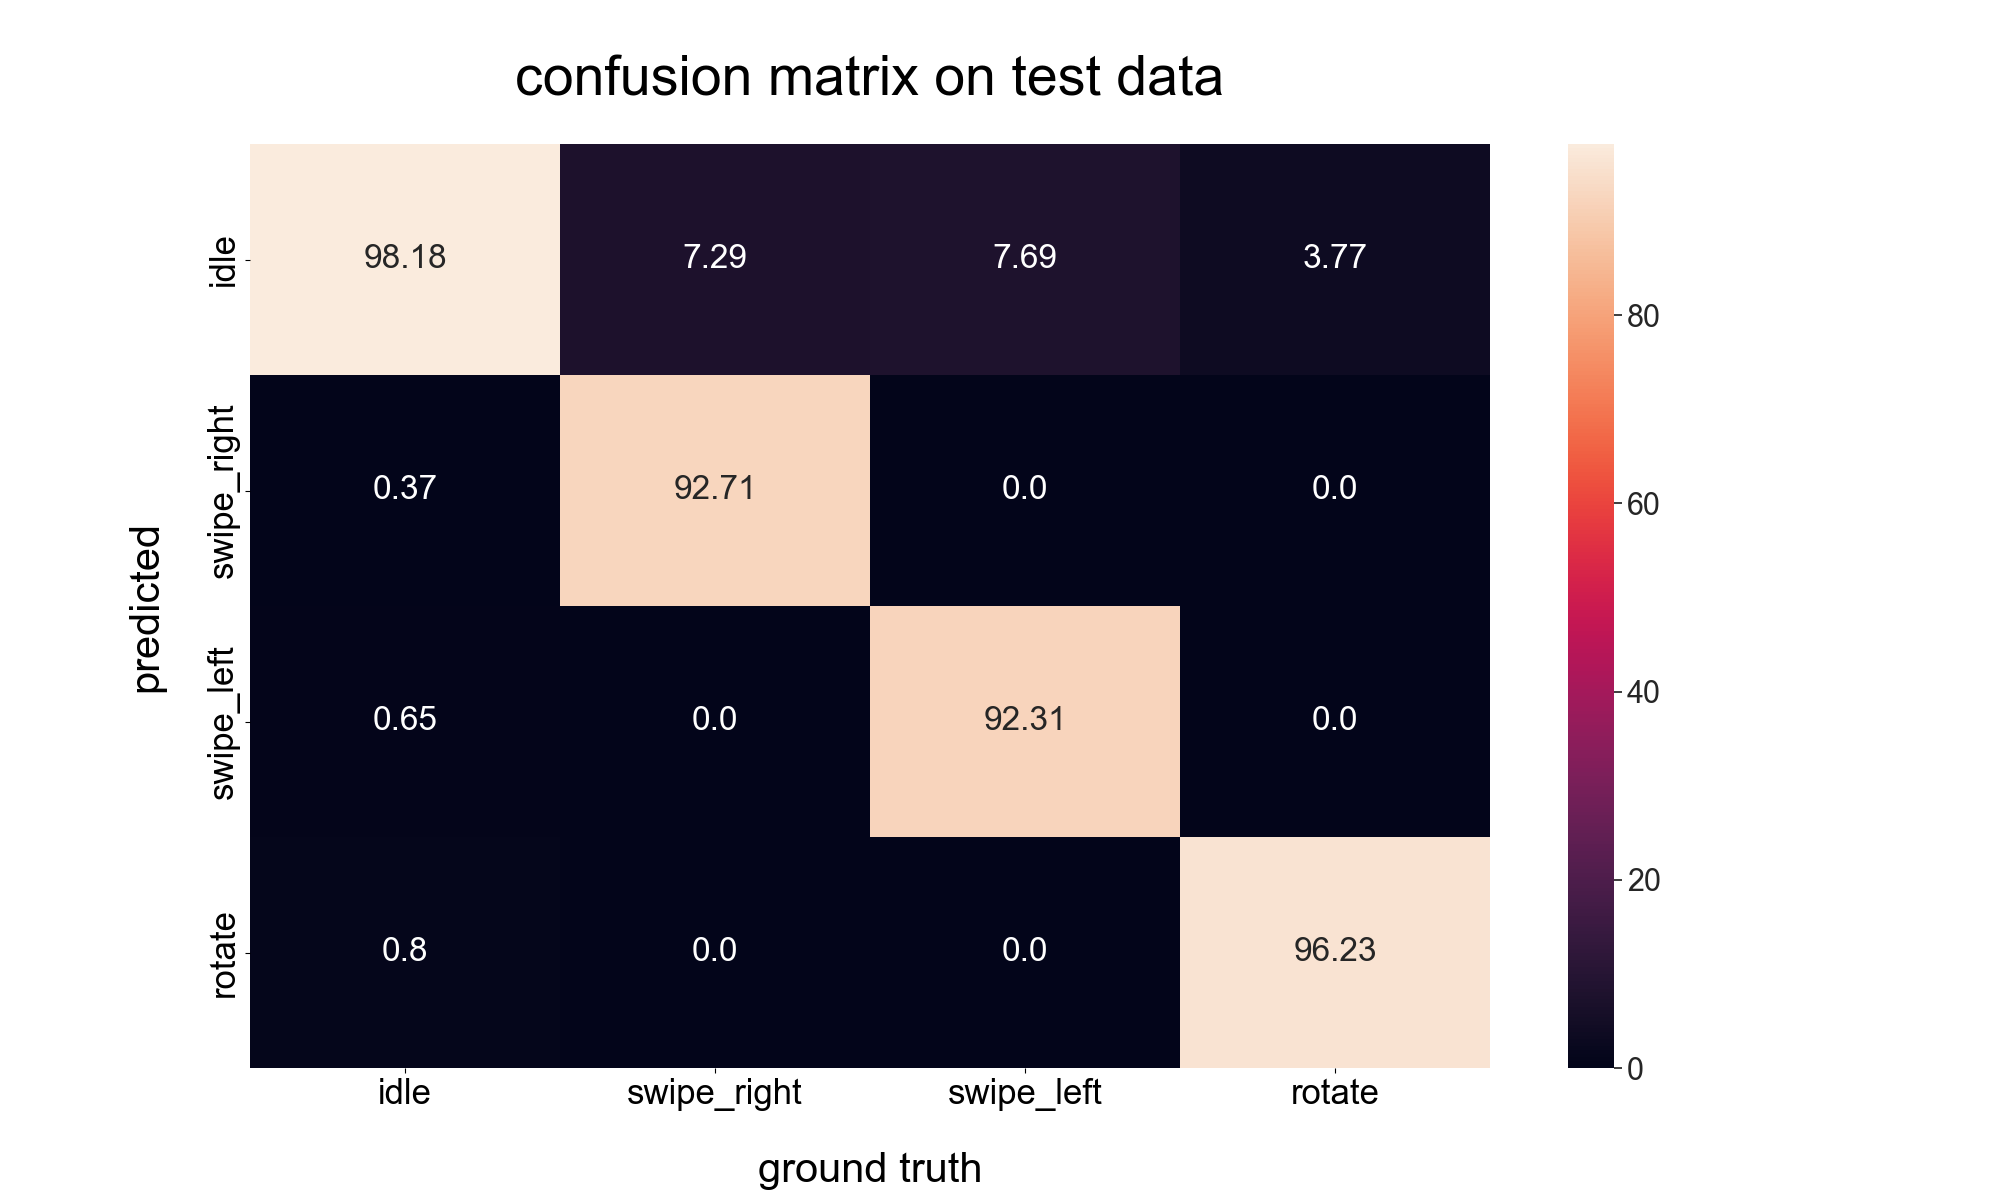 confusion matrix on test data
idle 98.18 7.29 7.69 3.77
swipe_right 0.37 92.71 0.0 0.0
swipe_left 0.65 0.0 92.31 0.0
rotate 0.8 0.0 0.0 96.23
idle swipe_right swipe_left rotate
predicted
ground truth
80
60
40
20
0